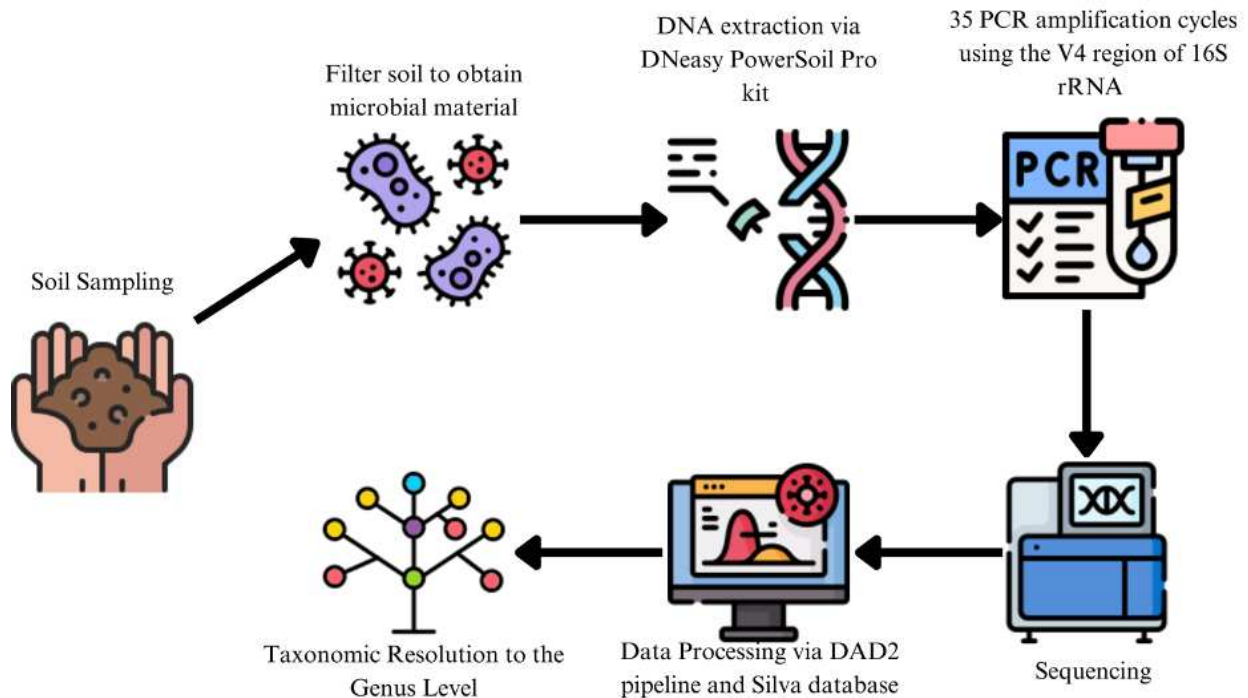 Soil Sampling
Filter soil to obtain
microbial material
DNA extraction via
DNeasy PowerSoil Pro
kit
35 PCR amplification cycles
using the V4 region of 16S
rRNA
PCR
Sequencing
Data Processing via DAD2
pipeline and Silva database
Taxonomic Resolution to the
Genus Level